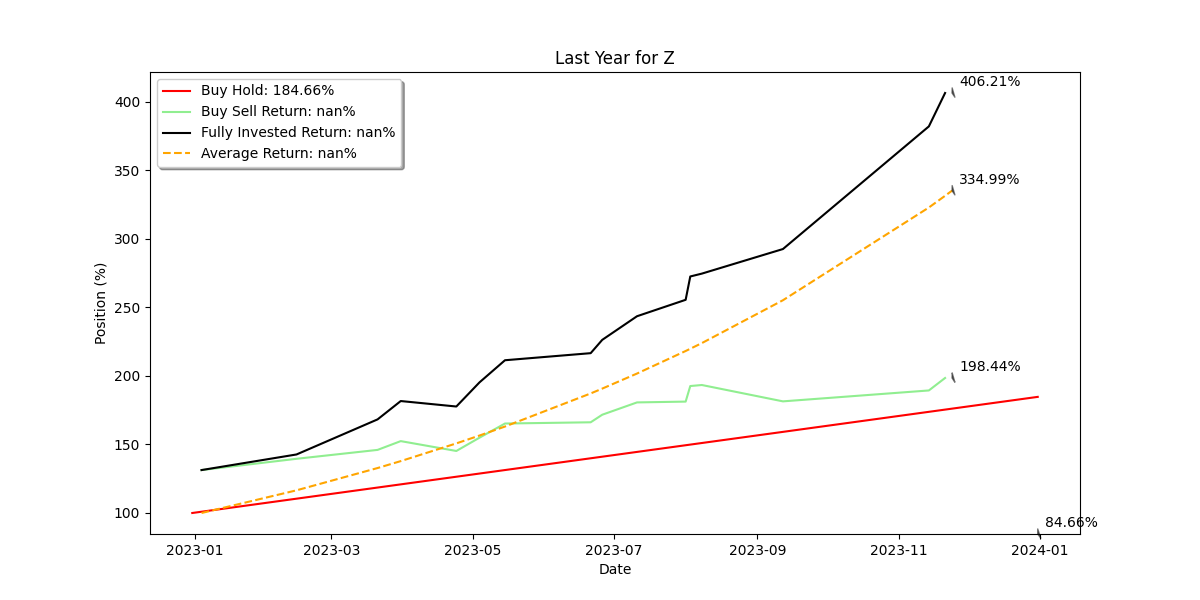 Last Year for Z
Buy Hold: 184.66%
Buy Sell Return: nan%
Fully Invested Return: nan%
Average Return: nan%
406.21%
334.99%
198.44%
84.66%
Position (%)
400
350
300
250
200
150
100
2023-01
2023-03
2023-05
2023-07
2023-09
2023-11
2024-01
Date